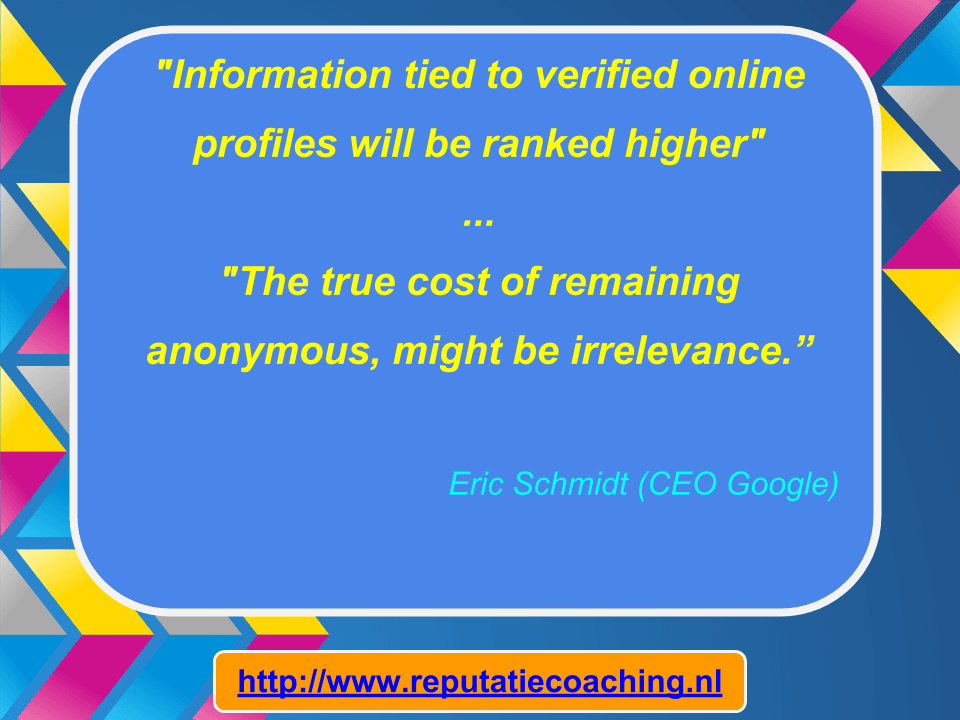 "Information tied to verified online
profiles will be ranked higher"
...
"The true cost of remaining
anonymous, might be irrelevance.”
Eric Schmidt (CEO Google)
http://www.reputatiecoaching.nl